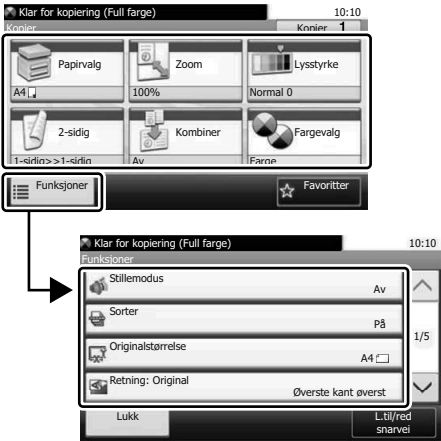 Klar for kopiering (Full farge) 10:10
Kopier Kopier 1
Papirvalg Zoom Lysstyrke
A4 100% Normal 0
2-sidig Kombiner Fargevalg
1-sidig>>1-sidig Av Farge
Funksjoner Favoritter
Klar for kopiering (Full farge) 10:10
Funksjoner
Stillemodus
Av
Sorter
På
1/5
Originalstørrelse
A4
Retning: Original
Øverste kant øverst
Lukk L.til/red
snarvei